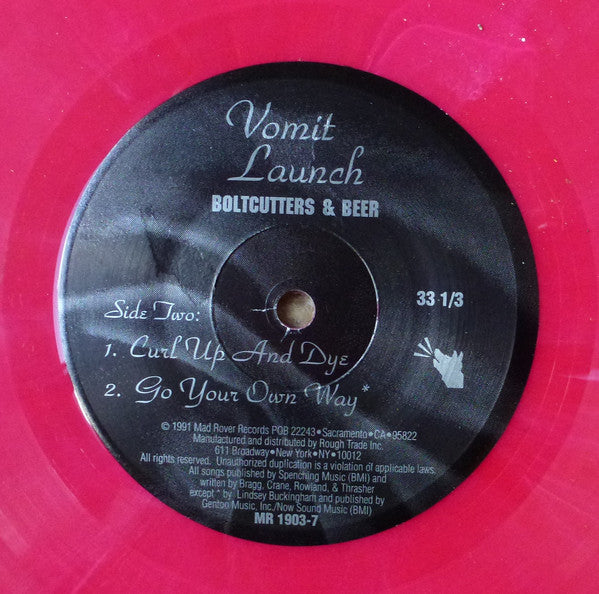 Vomit
Launch
BOLTCUTTERS & BEER
33 1/3
Side Two:
1. Curl Up And Dye
2. Go Your Own Way*
© 1991 Mad Rover Records POB 22243•Sacramento•CA•95822
Manufactured and distributed by Rough Trade Inc.
611 Broadway•New York•NY•10012
All rights reserved. Unauthorized duplication is a violation of applicable laws.
All songs published by Spenching Music (BMI) and
written by Bragg, Crane, Rowland, & Thrasher
except * by Lindsey Buckingham and published by
Gentoo Music, Inc./Now Sound Music (BMI)
MR 1903-7